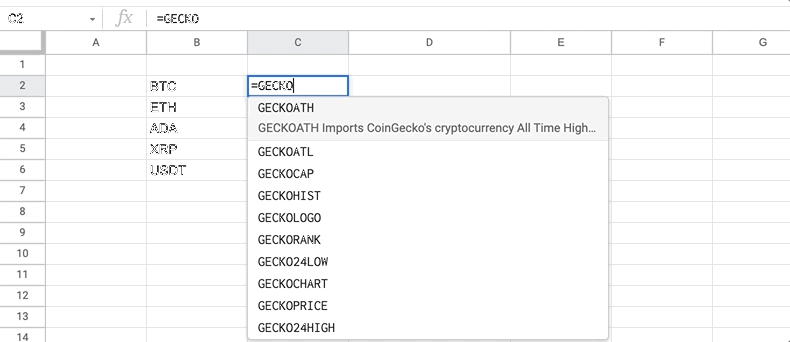 C2 fx =GECKO
A B C D E F G
1
2 BTC =GECKO
3 ETH GECKOATH
4 ADA GECKOATH Imports CoinGecko's cryptocurrency All Time High...
5 XRP GECKOATL
6 USDT GECKOCAP
7 GECKOHIST
8 GECKOLOGO
9 GECKORANK
10 GECKO24LOW
11 GECKOCHART
12 GECKOPRICE
13 GECKO24HIGH
14